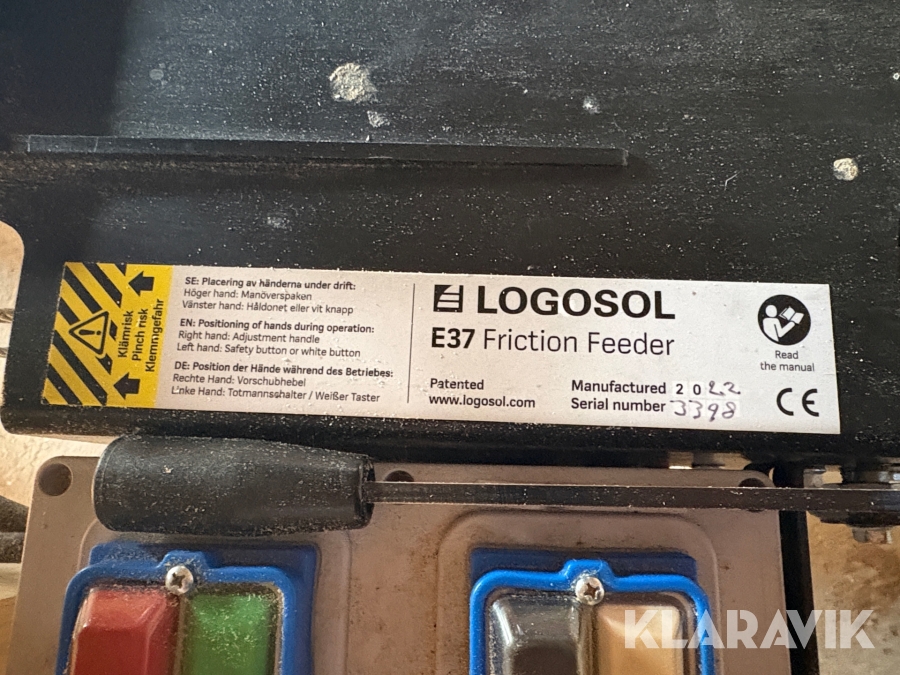 Klämrisk
Pinch risk
Klemmgefahr
SE: Placering av händerna under drift:
Höger hand: Manöverspaken
Vänster hand: Håldonet eller vit knapp
EN: Positioning of hands during operation:
Right hand: Adjustment handle
Left hand: Safety button or white button
DE: Position der Hände während des Betriebes:
Rechte Hand: Vorschubhebel
Linke Hand: Totmannschalter / Weißer Taster
LOGOSOL
E37 Friction Feeder
Patented
www.logosol.com
Manufactured 2022
Serial number 3398
Read
the manual
CE
KLARAVIK